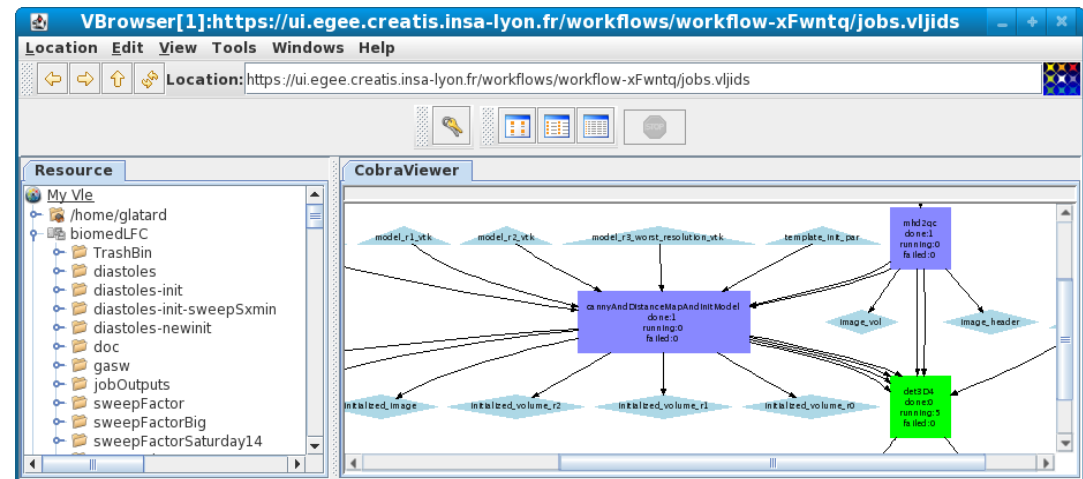 VBrowser[1]:https://ui.egee.creatis.insa-lyon.fr/workflows/workflow-xFwntq/jobs.vljids
Location Edit View Tools Windows Help
Location: https://ui.egee.creatis.insa-lyon.fr/workflows/workflow-xFwntq/jobs.vljids
STOP
Resource
My Vle
/home/glatard
biomedLFC
TrashBin
diastoles
diastoles-init
diastoles-init-sweepSxmin
diastoles-newinit
doc
gasw
jobOutputs
sweepFactor
sweepFactorBig
sweepFactorSaturday14
CobraViewer
model_r1_vtk
model_r2_vtk
model_r3_worst_resolution_vtk
template_init_par
mhd2qc
done:1
running:0
failed:0
cannyAndDistanceMapAndInitModel
done:1
running:0
failed:0
image_vol
image_header
initialized_image
initialized_volume_r2
initialized_volume_r1
initialized_volume_r0
det3D4
done:0
running:5
failed:0